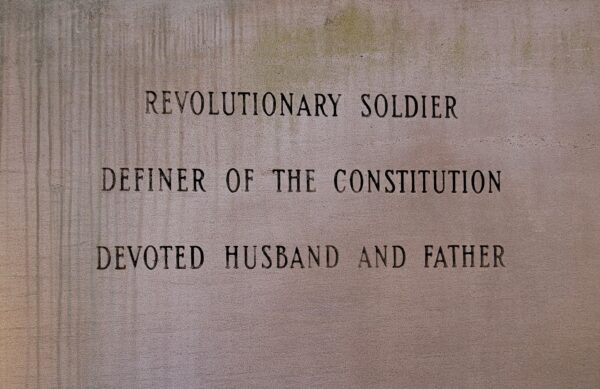 REVOLUTIONARY SOLDIER
DEFINER OF THE CONSTITUTION
DEVOTED HUSBAND AND FATHER